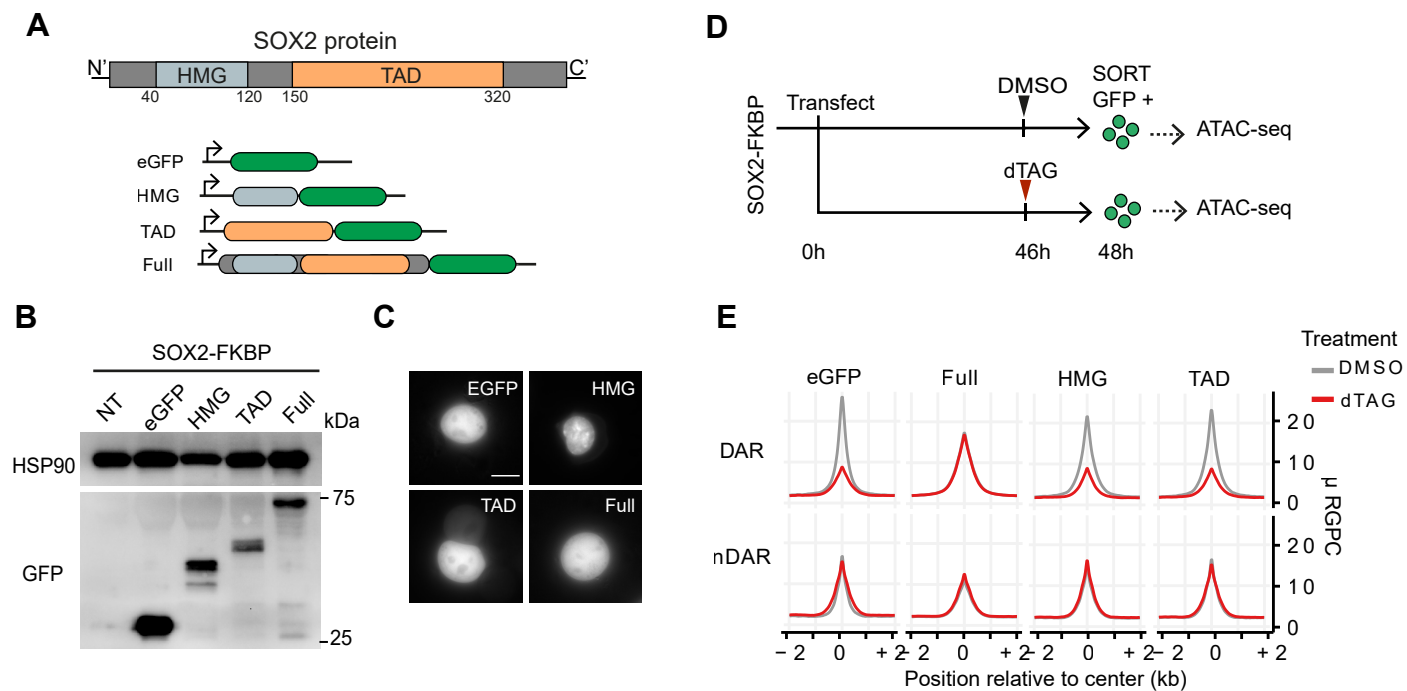 A
SOX2 protein
N’ HMG TAD C’
40 120 150 320
eGFP
HMG
TAD
Full
B
SOX2-FKBP
NT eGFP HMG TAD Full
kDa
HSP90
GFP
75
25
C
EGFP HMG
TAD Full
D
SOX2-FKBP
Transfect
DMSO
SORT
GFP +
ATAC-seq
dTAG
ATAC-seq
0h 46h 48h
E
Treatment
DMSO
dTAG
eGFP Full HMG TAD
DAR
20
10
0
nDAR
20
10
0
μ RGPC
− 2 0 + 2 − 2 0 + 2 − 2 0 + 2 − 2 0 + 2
Position relative to center (kb)